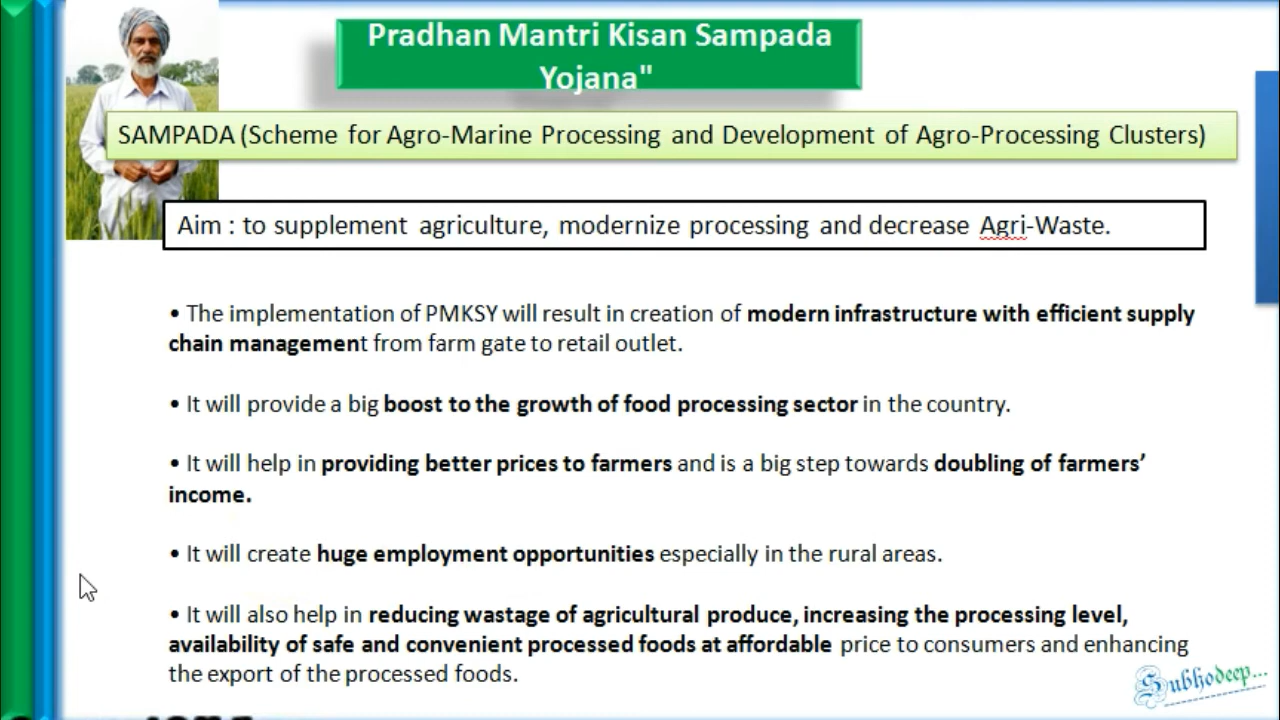 Pradhan Mantri Kisan Sampada
Yojana"
SAMPADA (Scheme for Agro-Marine Processing and Development of Agro-Processing Clusters)
Aim : to supplement agriculture, modernize processing and decrease Agri-Waste.
• The implementation of PMKSY will result in creation of modern infrastructure with efficient supply
chain management from farm gate to retail outlet.
• It will provide a big boost to the growth of food processing sector in the country.
• It will help in providing better prices to farmers and is a big step towards doubling of farmers’
income.
• It will create huge employment opportunities especially in the rural areas.
• It will also help in reducing wastage of agricultural produce, increasing the processing level,
availability of safe and convenient processed foods at affordable price to consumers and enhancing
the export of the processed foods.
Subhodeep...